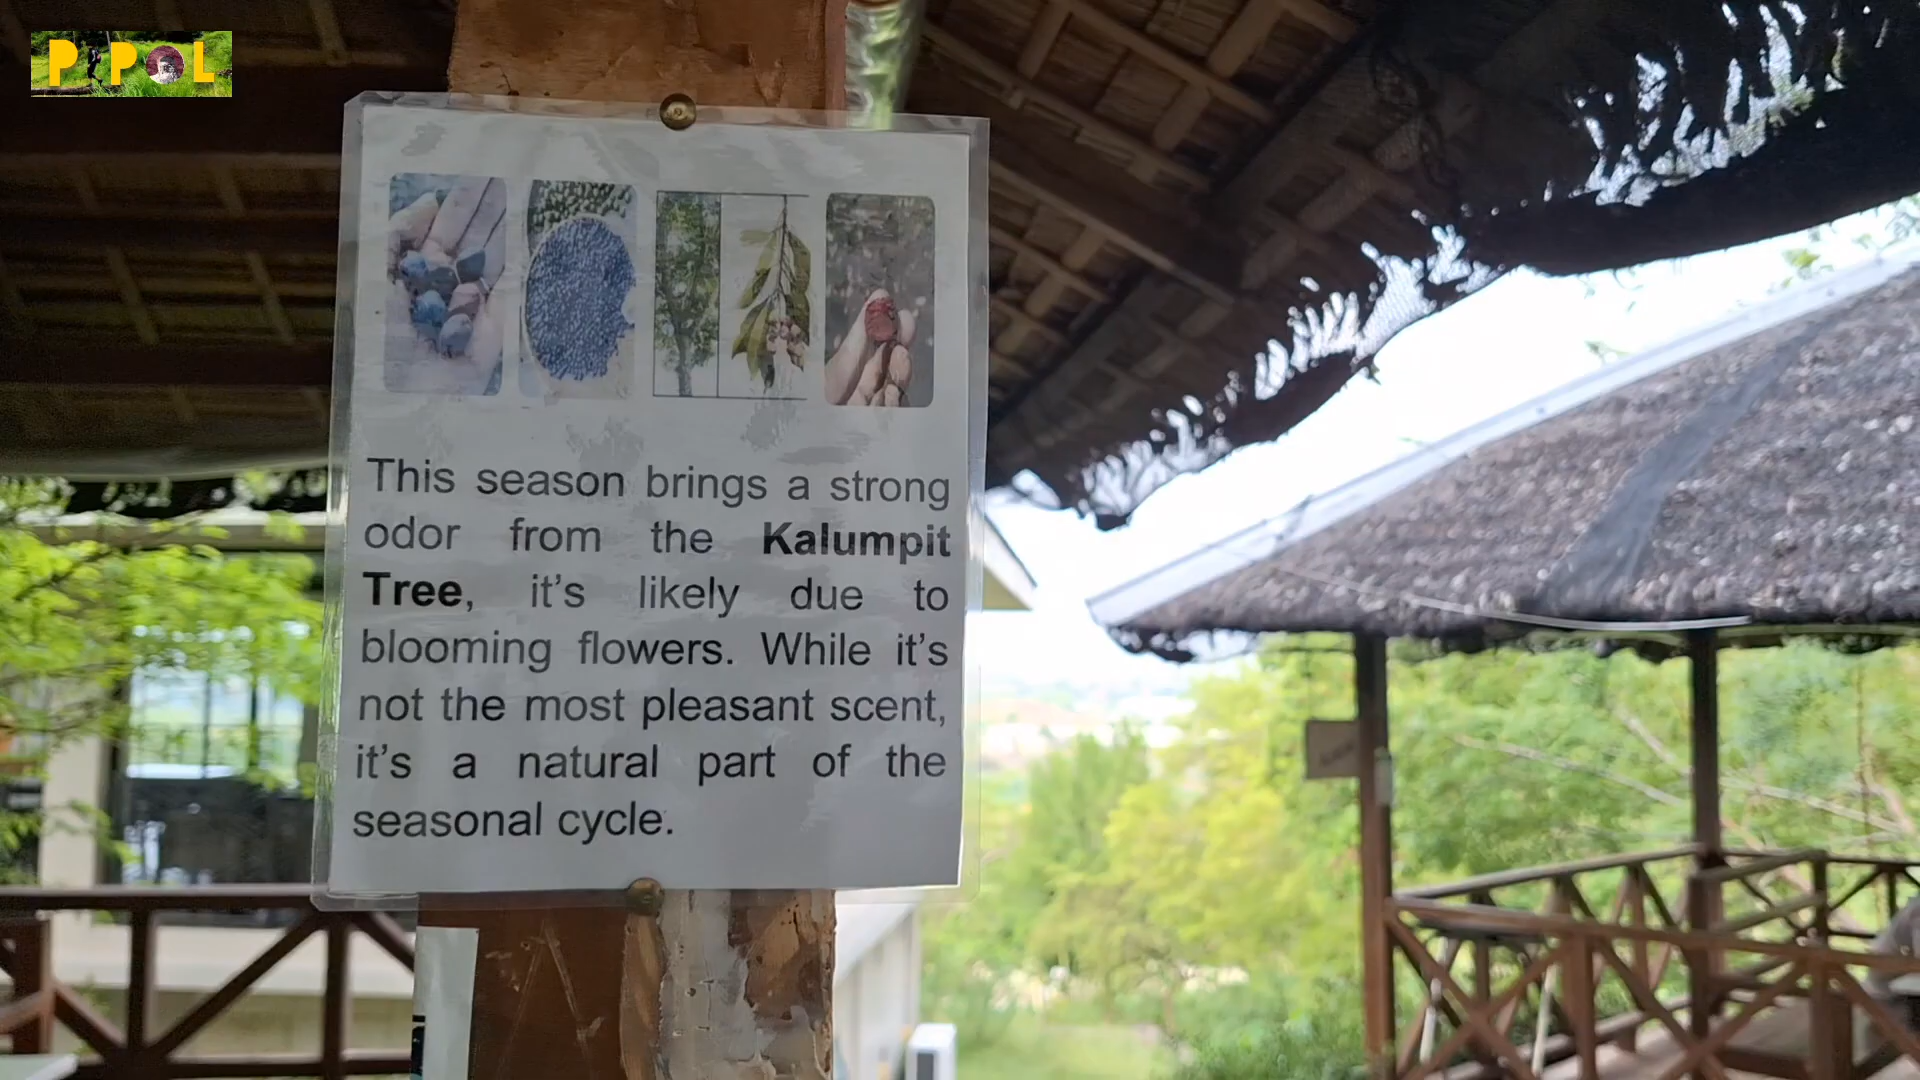 PIPOL
This season brings a strong
odor from the Kalumpit
Tree, it's likely due to
blooming flowers. While it's
not the most pleasant scent,
it's a natural part of the
seasonal cycle.